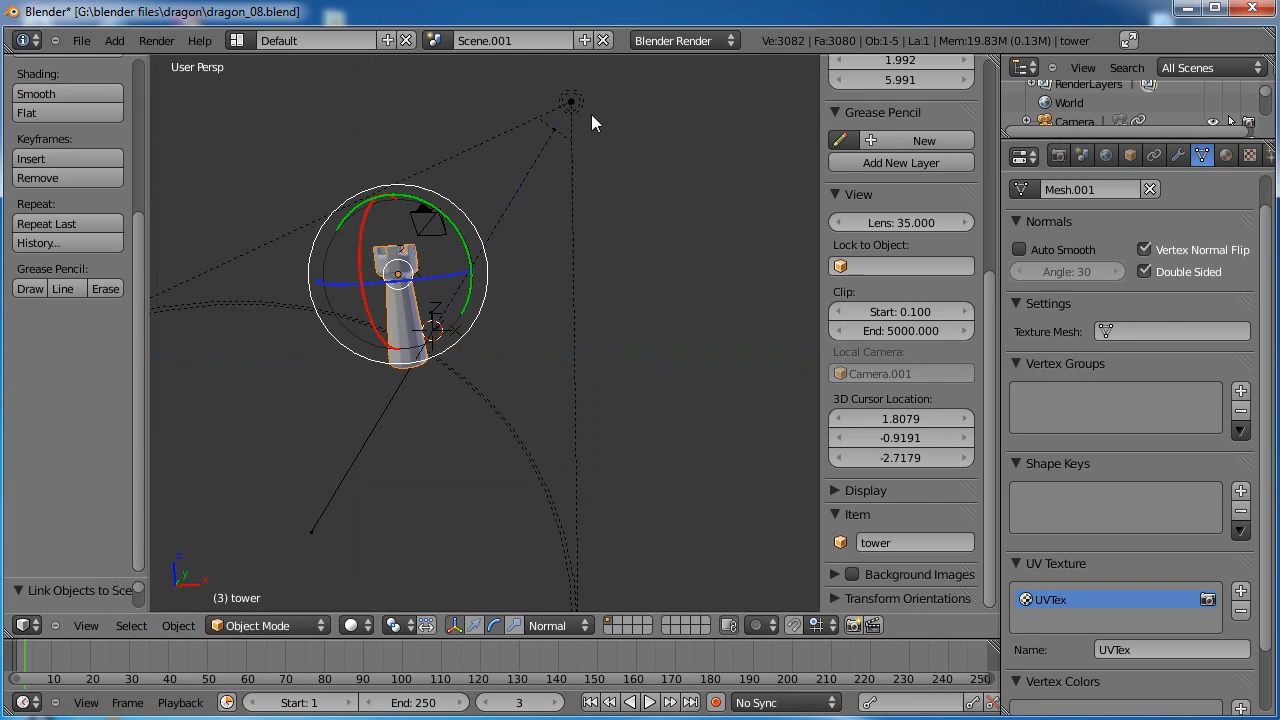 Blender* [G:\blender files\dragon\dragon_08.blend]
File Add Render Help Default Scene.001 Blender Render Ve:3082 | Fa:3080 | Ob:1-5 | La:1 | Mem:19.83M (0.13M) | tower
View Search All Scenes
Shading:
Smooth
Flat
Keyframes:
Insert
Remove
Repeat:
Repeat Last
History...
Grease Pencil:
Draw Line Erase
Link Objects to Sce
User Persp
z
y
x
(3) tower
1.992
5.991
Grease Pencil
New
Add New Layer
View
Lens: 35.000
Lock to Object:
Clip:
Start: 0.100
End: 5000.000
Local Camera:
Camera.001
3D Cursor Location:
1.8079
-0.9191
-2.7179
Display
Item
tower
Background Images
Transform Orientations
RenderLayers
World
Camera
Mesh.001
Normals
Auto Smooth Vertex Normal Flip
Angle: 30 Double Sided
Settings
Texture Mesh:
Vertex Groups
Shape Keys
UV Texture
UVTex
Name: UVTex
Vertex Colors
View Select Object Object Mode Normal
10 20 30 40 50 60 70 80 90 100 110 120 130 140 150 160 170 180 190 200 210 220 230 240 250
View Frame Playback Start: 1 End: 250 3 No Sync